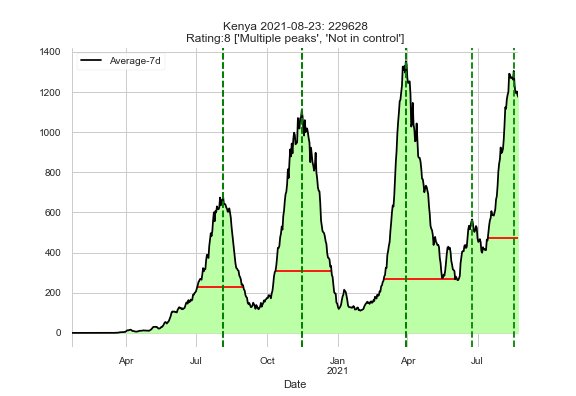 Kenya 2021-08-23: 229628
Rating:8 ['Multiple peaks', 'Not in control']
Average-7d
1400
1200
1000
800
600
400
200
0
Apr Jul Oct Jan Apr Jul
2021
Date